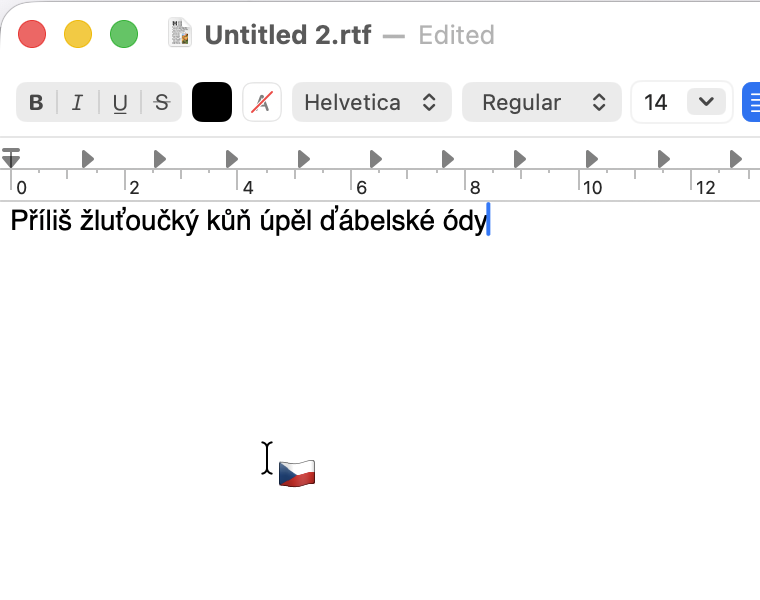 Untitled 2.rtf — Edited
B I U S A Helvetica Regular 14
0 2 4 6 8 10 12
Příliš žluťoučký kůň úpěl ďábelské ódy